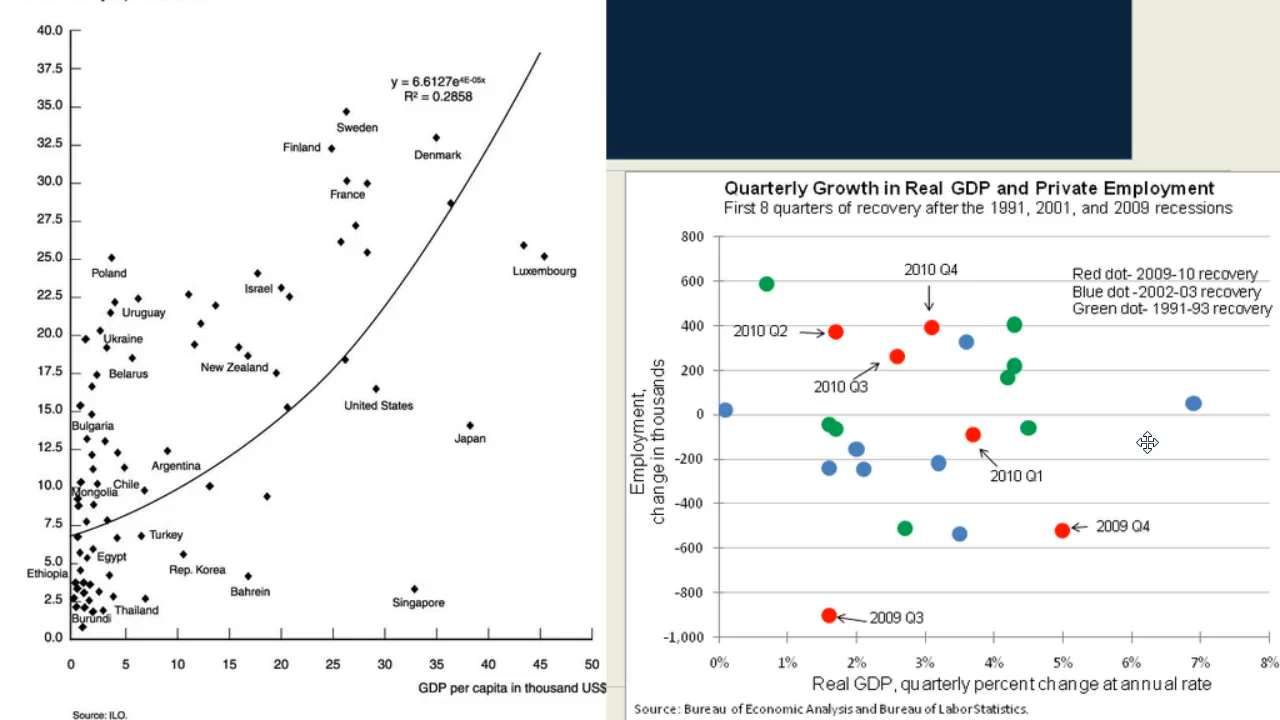 40.0
37.5
35.0
32.5
30.0
27.5
25.0
22.5
20.0
17.5
15.0
12.5
10.0
7.5
5.0
2.5
0.0
y = 6.6127e4E-05x
R² = 0.2858
Sweden
Finland
Denmark
France
Luxembourg
Poland
Israel
Uruguay
Ukraine
New Zealand
Belarus
United States
Bulgaria
Japan
Argentina
Chile
Mongolia
Turkey
Egypt
Rep. Korea
Ethiopia
Bahrein
Singapore
Thailand
Burundi
0 5 10 15 20 25 30 35 40 45 50
GDP per capita in thousand US$
Source: ILO.
Quarterly Growth in Real GDP and Private Employment
First 8 quarters of recovery after the 1991, 2001, and 2009 recessions
800
600
400
200
0
-200
-400
-600
-800
-1,000
Employment,
change in thousands
2010 Q4
Red dot- 2009-10 recovery
Blue dot -2002-03 recovery
Green dot- 1991-93 recovery
2010 Q2
2010 Q3
2010 Q1
2009 Q4
2009 Q3
0% 1% 2% 3% 4% 5% 6% 7% 8%
Real GDP, quarterly percent change at annual rate
Source: Bureau of Economic Analysis and Bureau of Labor Statistics.